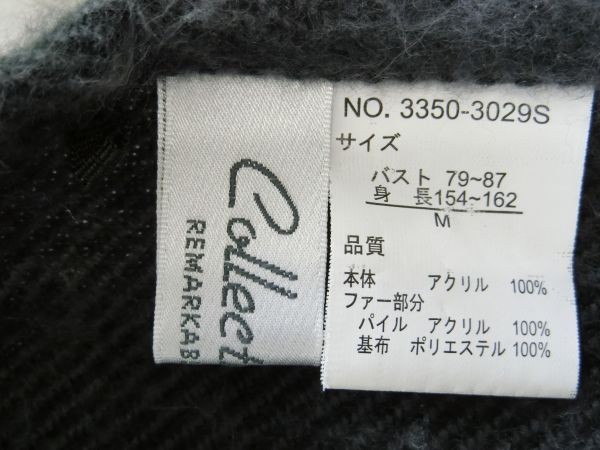 Collect
REMARKAB
NO. 3350-3029S
サイズ
バスト 79~87
身 長154~162
M
品質
本体 アクリル 100%
ファー部分
パイル アクリル 100%
基布 ポリエステル 100%